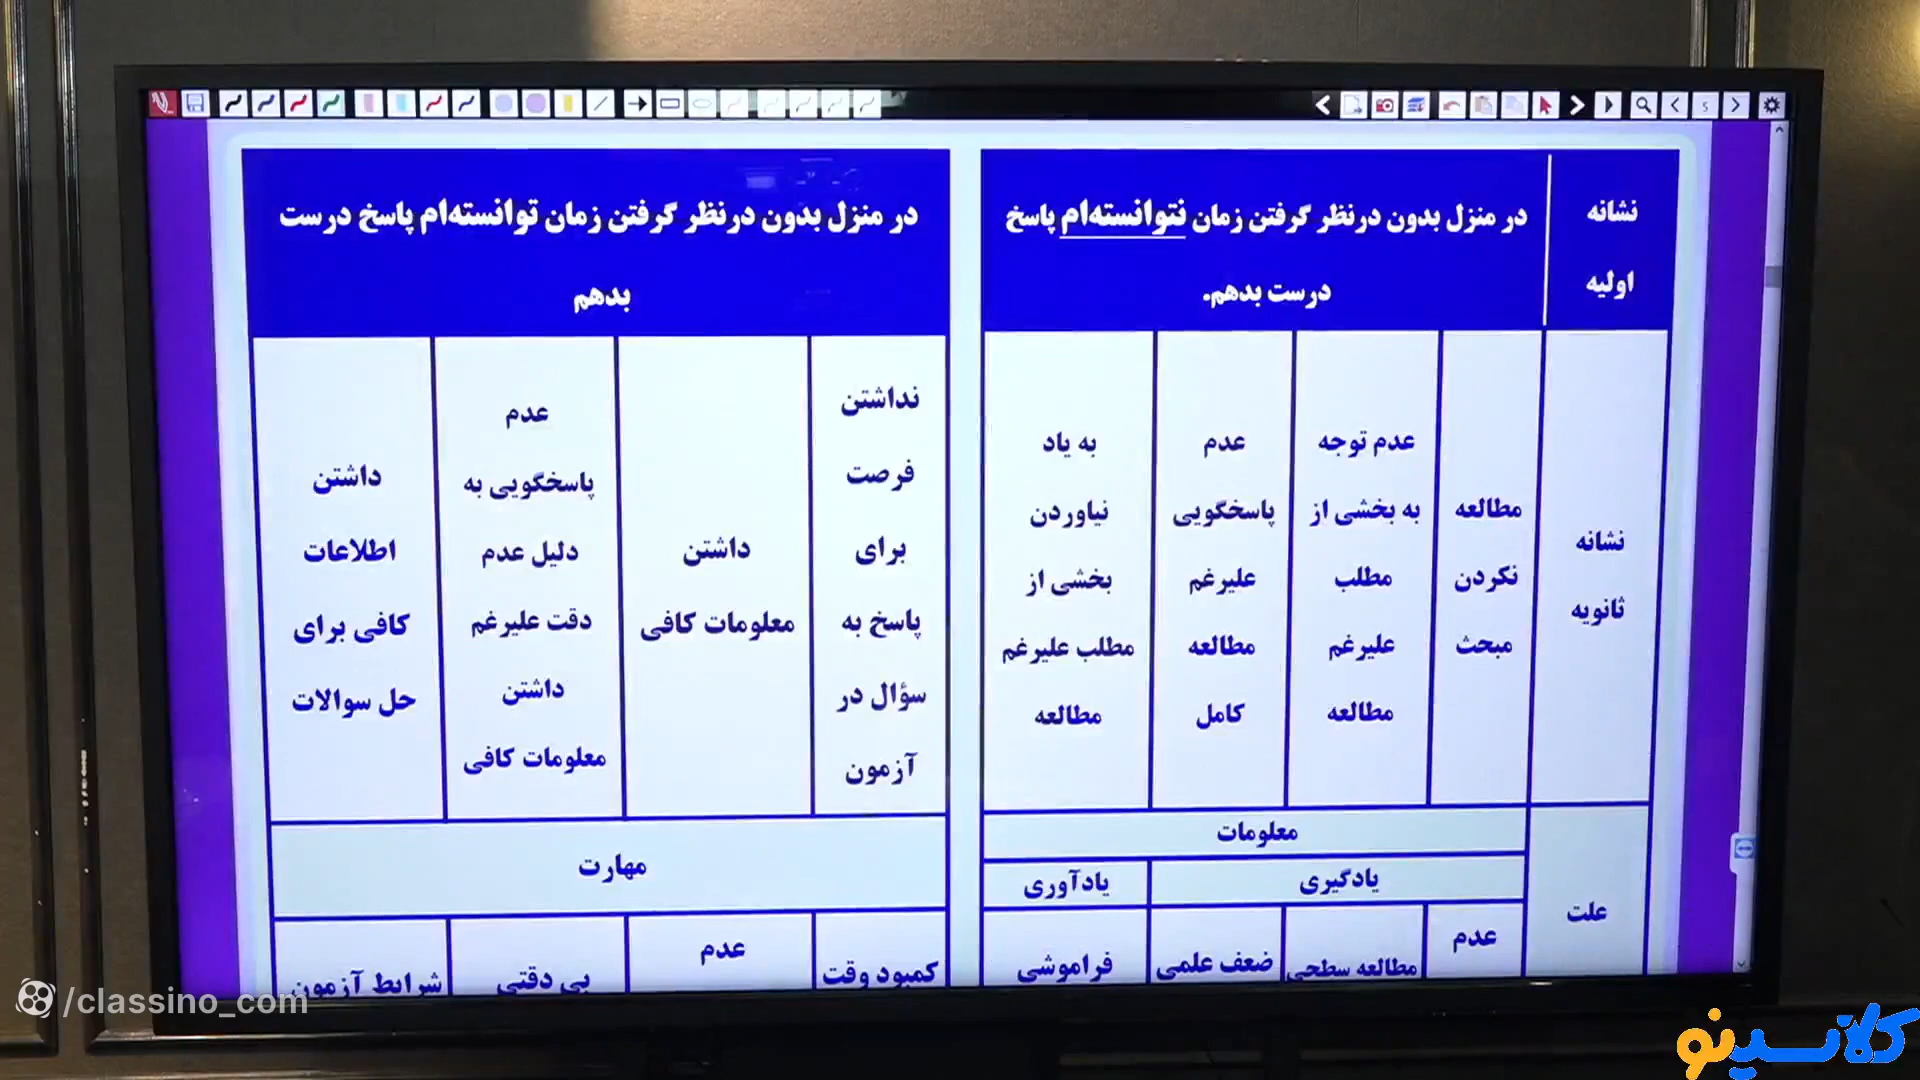 نشانه
اولیه
در منزل بدون درنظر گرفتن زمان نتوانسته‌ام پاسخ
درست بدهم.
در منزل بدون درنظر گرفتن زمان توانسته‌ام پاسخ درست
بدهم
نشانه
ثانویه
مطالعه
نکردن
مبحث
عدم توجه
به بخشی از
مطلب
علیرغم
مطالعه
عدم
پاسخگویی
علیرغم
مطالعه
کامل
به یاد
نیاوردن
بخشی از
مطلب علیرغم
مطالعه
نداشتن
فرصت
برای
پاسخ به
سؤال در
آزمون
داشتن
معلومات کافی
عدم
پاسخگویی به
دلیل عدم
دقت علیرغم
داشتن
معلومات کافی
داشتن
اطلاعات
کافی برای
حل سوالات
علت
معلومات
یادگیری
یادآوری
عدم
مطالعه سطحی
ضعف علمی
فراموشی
مهارت
کمبود وقت
عدم
بی دقتی
شرایط آزمون
5
/classino_com
کلاسینو